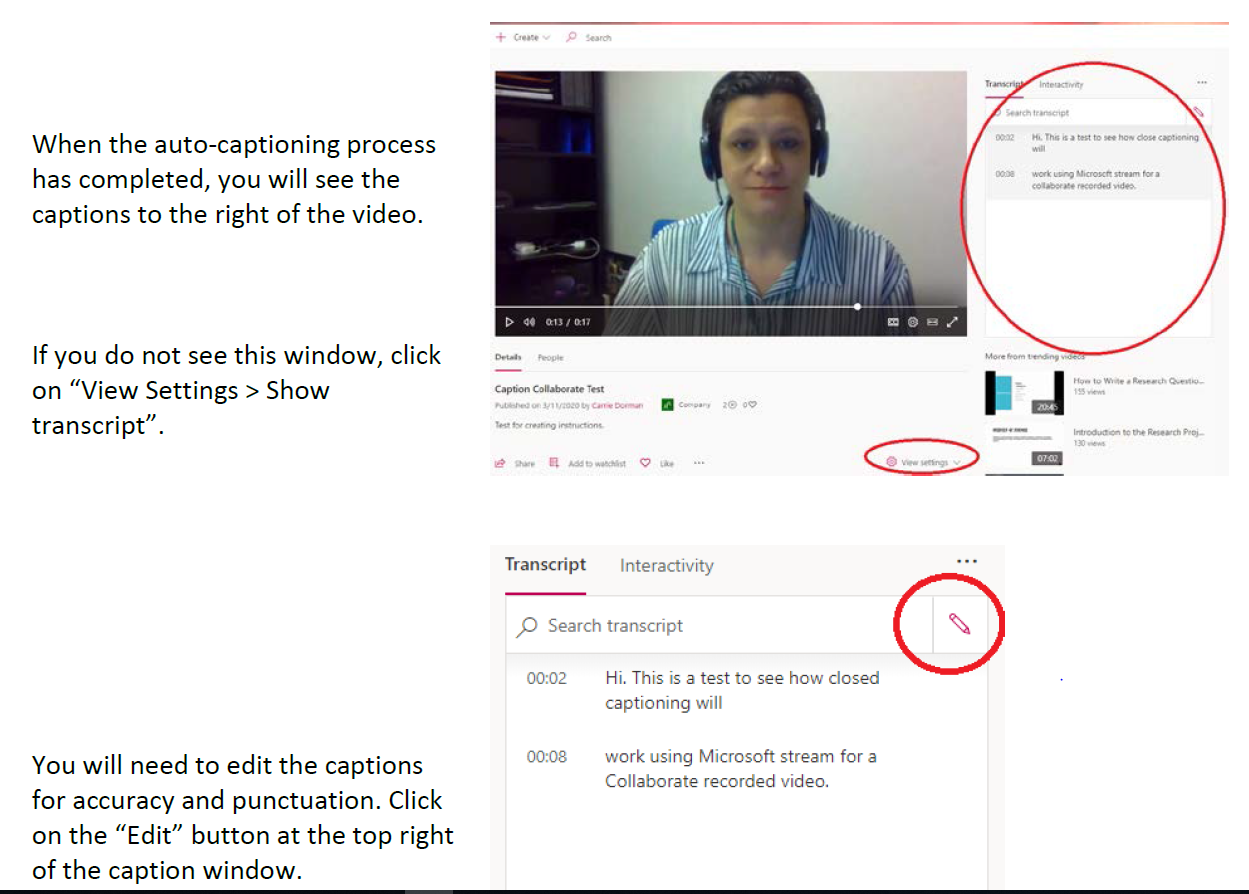 Create
Search
When the auto-captioning process
has completed, you will see the
captions to the right of the video.
Transcript Interactivity
Search transcript
00:02 Hi. This is a test to see how close captioning
will
00:08 work using Microsoft stream for a
collaborate recorded video.
0:13 / 0:17
CC
If you do not see this window, click
on “View Settings > Show
transcript”.
Details People
Caption Collaborate Test
Published on 3/11/2020 by Carrie Dorman Company 2 0
Test for creating instructions.
Share Add to watchlist Like ... View settings
More from trending videos
How to Write a Research Questio...
155 views
20:45
Introduction to the Research Proj...
130 views
07:02
Transcript Interactivity ...
Search transcript
00:02 Hi. This is a test to see how closed
captioning will
00:08 work using Microsoft stream for a
Collaborate recorded video.
You will need to edit the captions
for accuracy and punctuation. Click
on the “Edit” button at the top right
of the caption window.